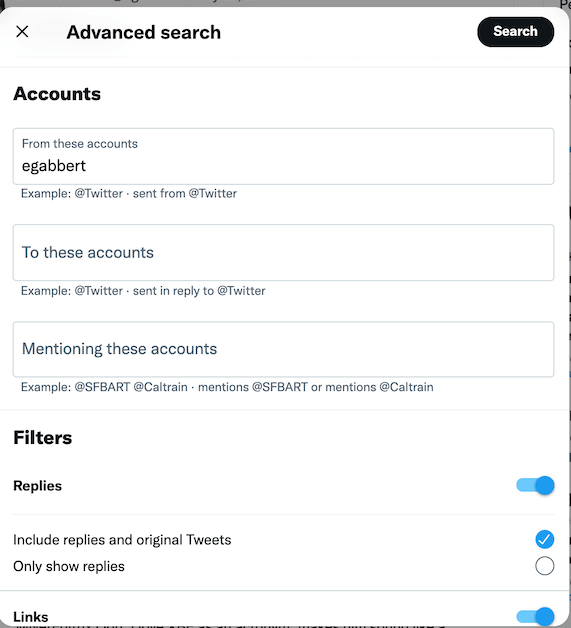 Advanced search
Search
Accounts
From these accounts
egabbert
Example: @Twitter · sent from @Twitter
To these accounts
Example: @Twitter · sent in reply to @Twitter
Mentioning these accounts
Example: @SFBART @Caltrain · mentions @SFBART or mentions @Caltrain
Filters
Replies
Include replies and original Tweets
Only show replies
Links